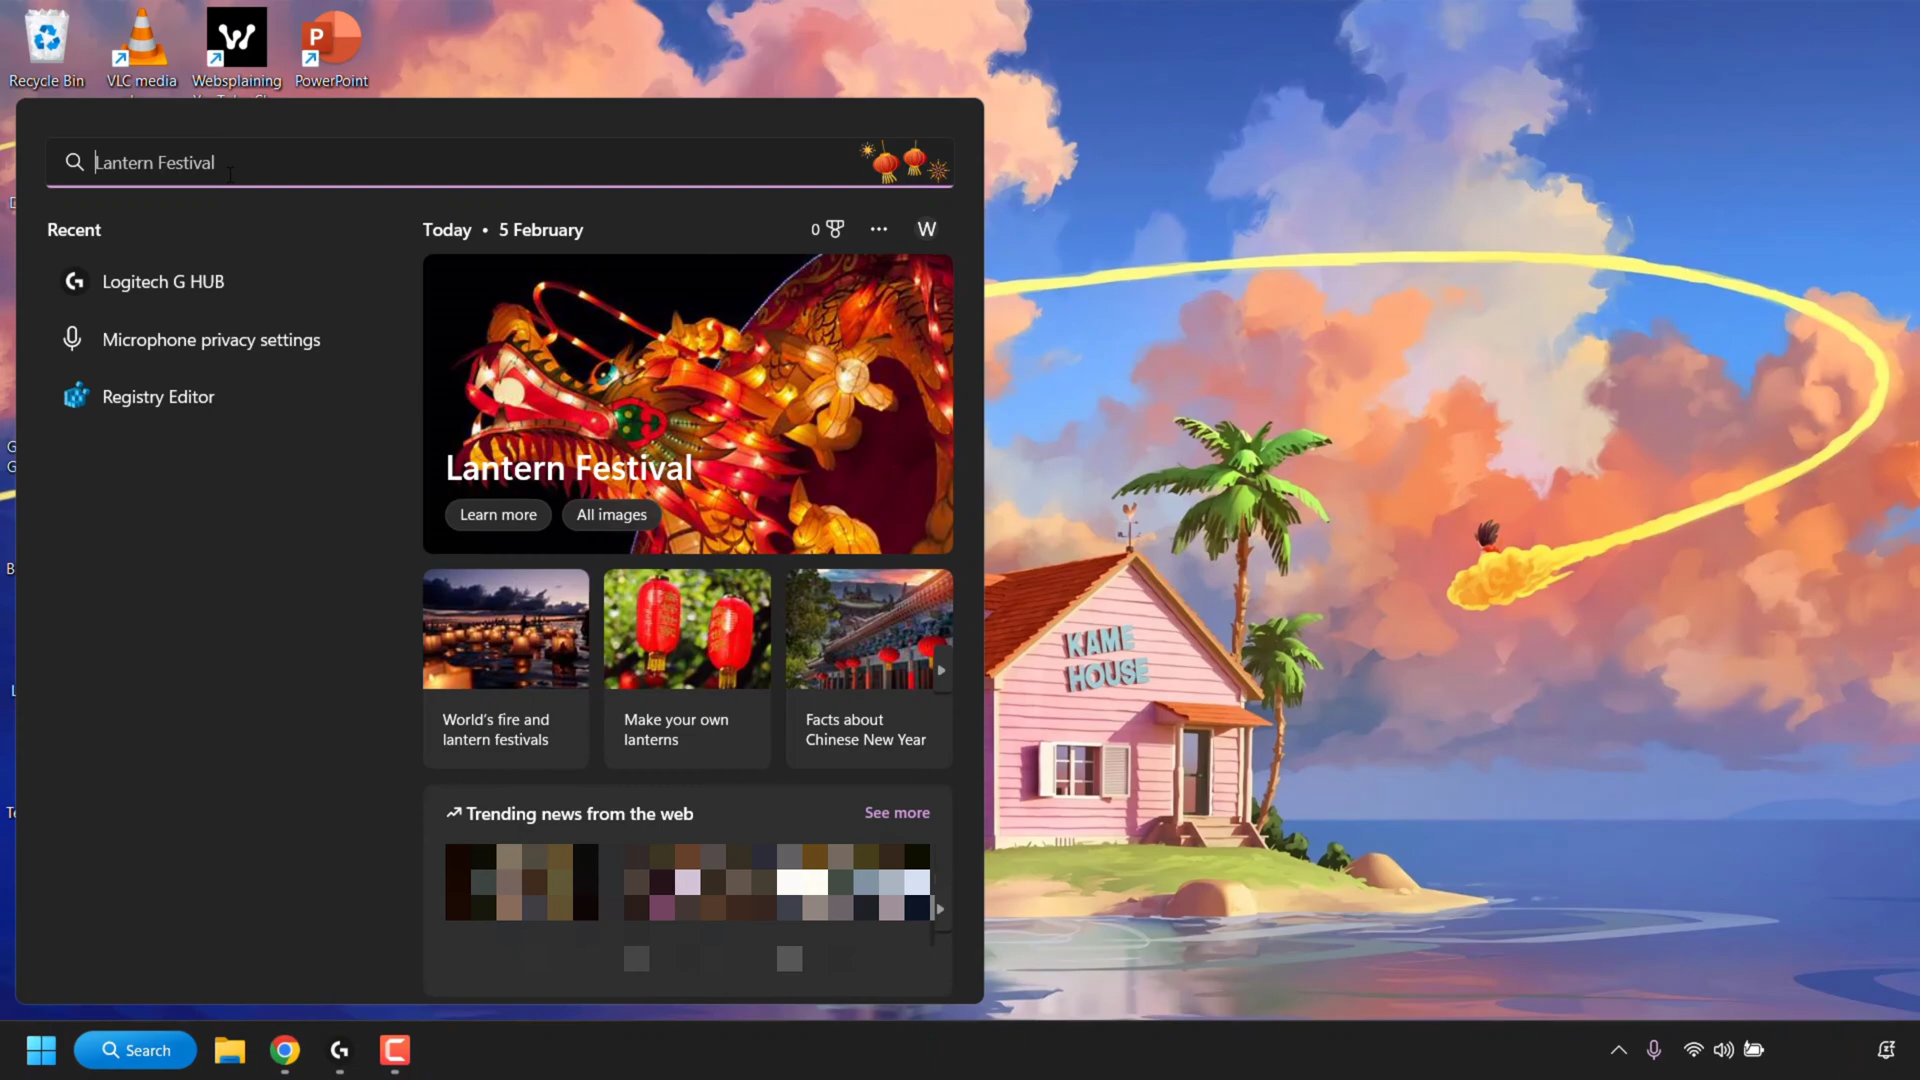 Recycle Bin
VLC media
Websplaining
PowerPoint
Lantern Festival
Recent
Logitech G HUB
Microphone privacy settings
Registry Editor
Today • 5 February
0
W
Lantern Festival
Learn more
All images
World's fire and
lantern festivals
Make your own
lanterns
Facts about
Chinese New Year
Trending news from the web
See more
KAME
HOUSE
Search